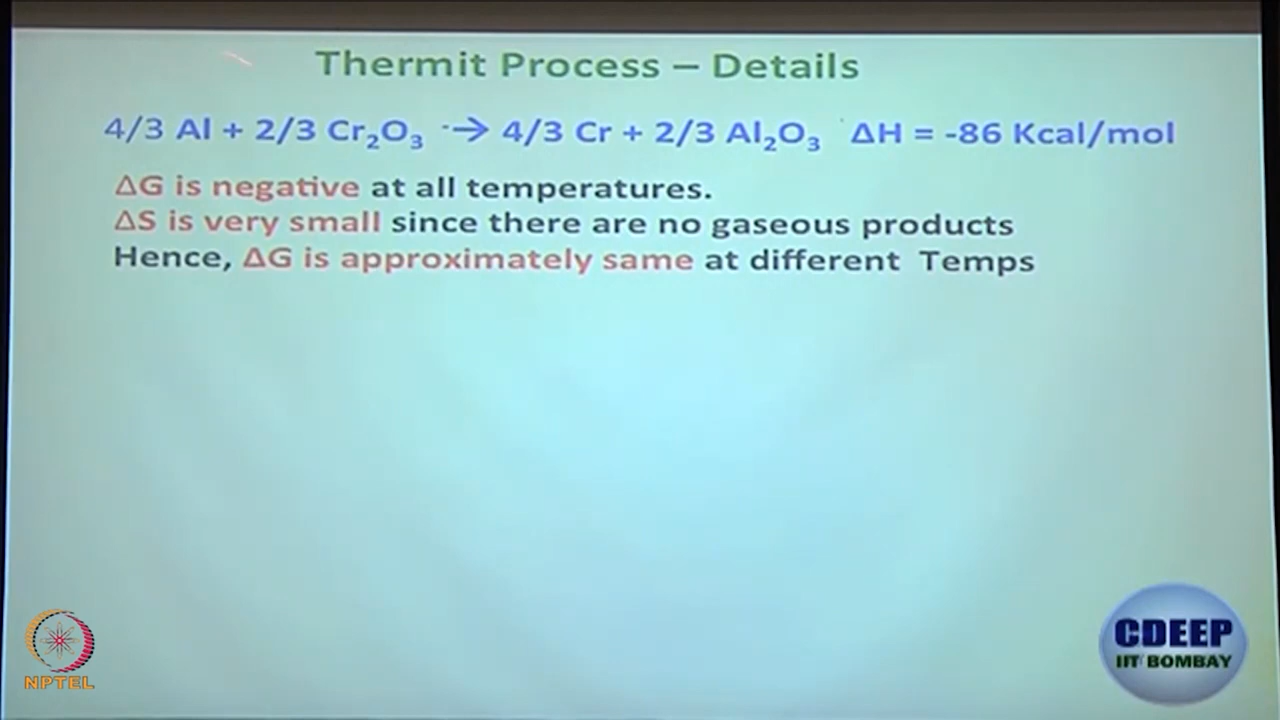 Thermit Process – Details
4/3 Al + 2/3 Cr₂O₃ → 4/3 Cr + 2/3 Al₂O₃ ΔH = -86 Kcal/mol
ΔG is negative at all temperatures.
ΔS is very small since there are no gaseous products
Hence, ΔG is approximately same at different Temps
NPTEL
CDEEP
IIT BOMBAY